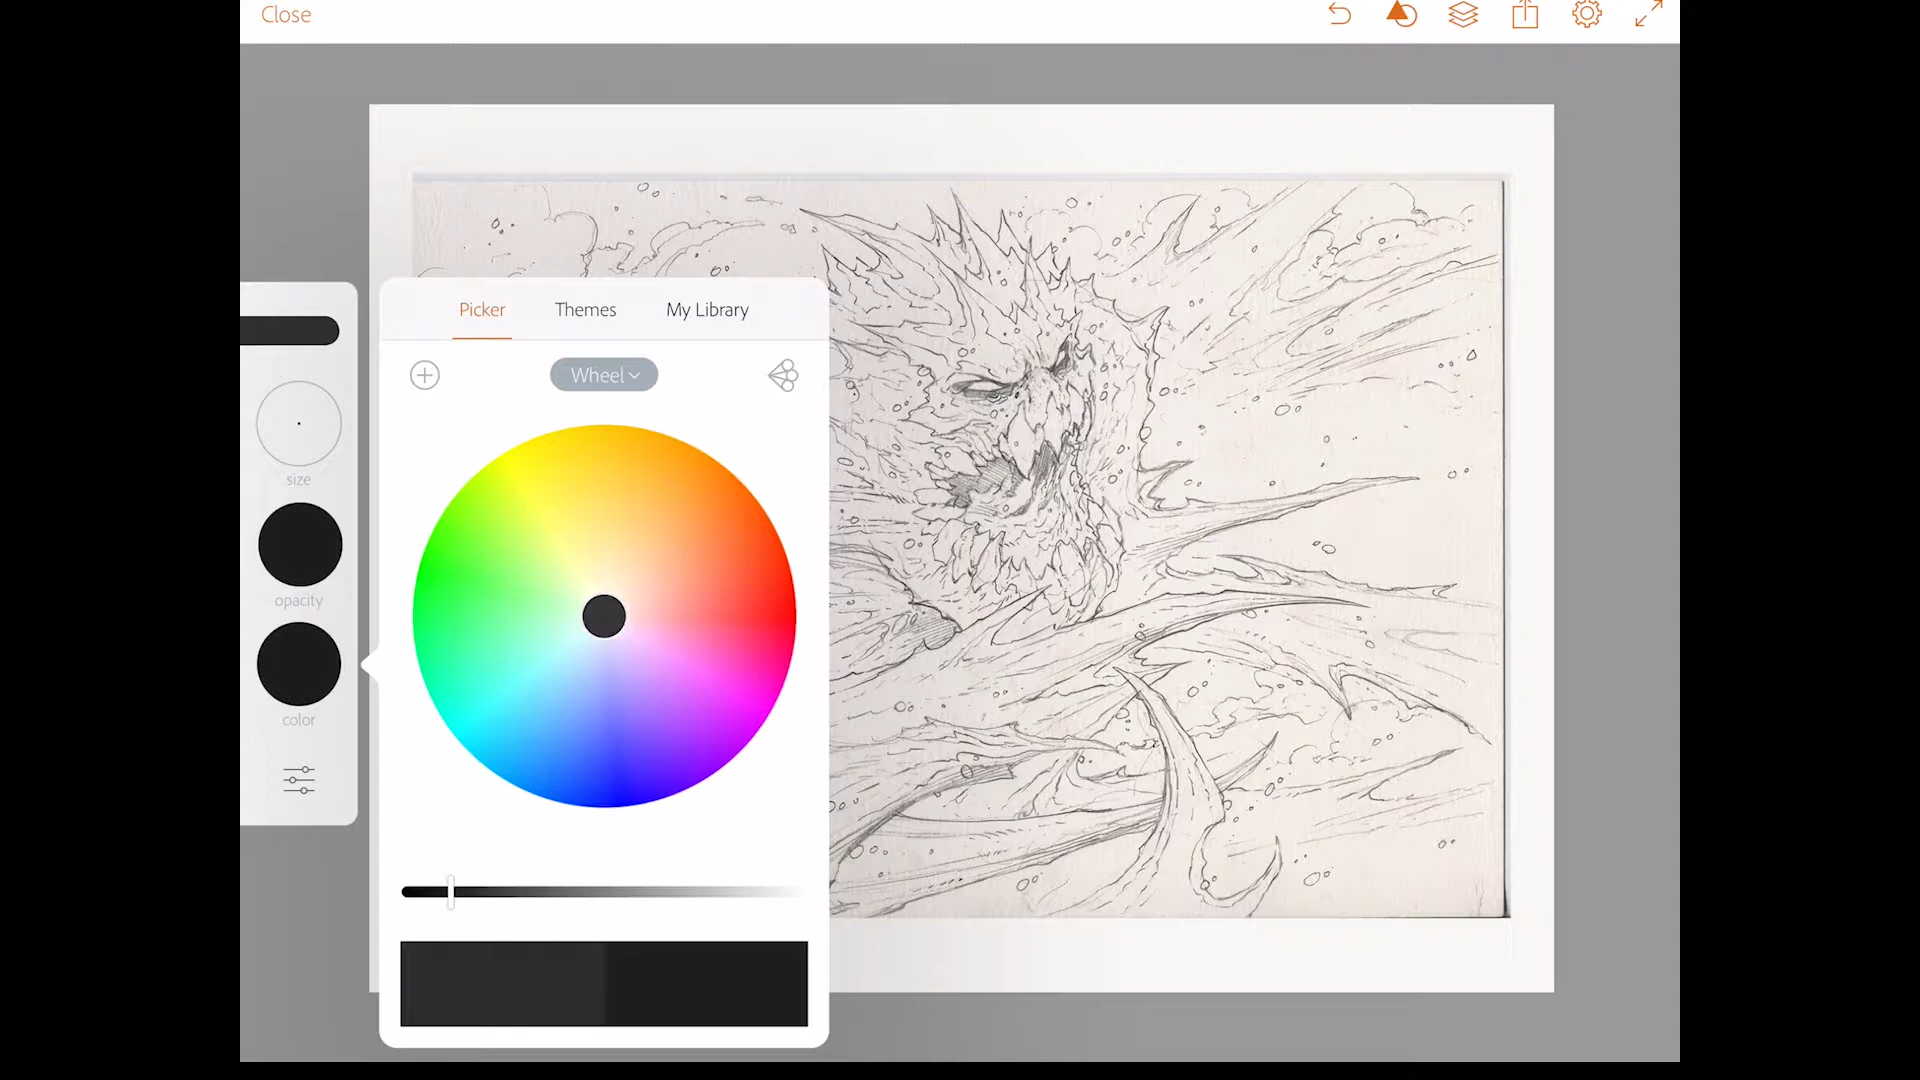 Close
Picker Themes My Library
Wheel
size
opacity
color